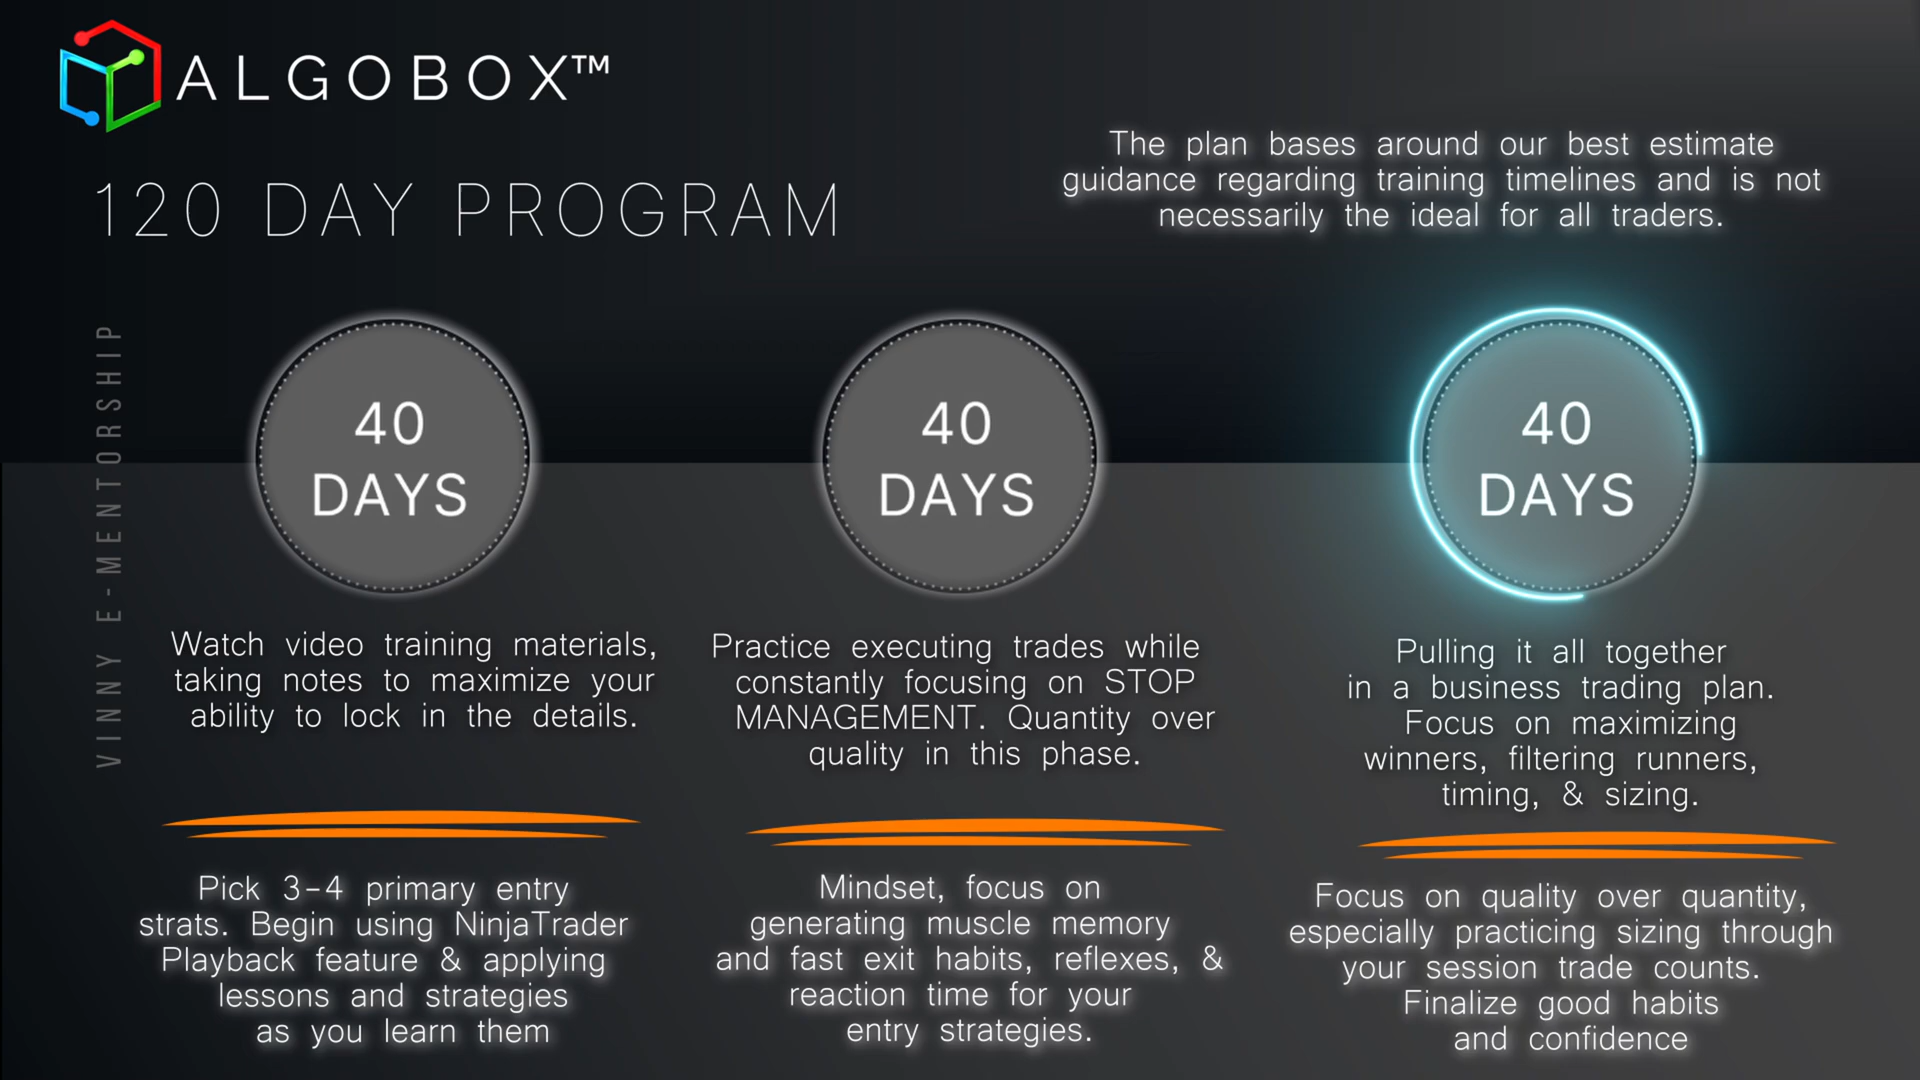 ALGOBOX™
120 DAY PROGRAM
The plan bases around our best estimate
guidance regarding training timelines and is not
necessarily the ideal for all traders.
VINNY E-MENTORSHIP
40
DAYS
Watch video training materials,
taking notes to maximize your
ability to lock in the details.
Pick 3-4 primary entry
strats. Begin using NinjaTrader
Playback feature & applying
lessons and strategies
as you learn them
40
DAYS
Practice executing trades while
constantly focusing on STOP
MANAGEMENT. Quantity over
quality in this phase.
Mindset, focus on
generating muscle memory
and fast exit habits, reflexes, &
reaction time for your
entry strategies.
40
DAYS
Pulling it all together
in a business trading plan.
Focus on maximizing
winners, filtering runners,
timing, & sizing.
Focus on quality over quantity,
especially practicing sizing through
your session trade counts.
Finalize good habits
and confidence